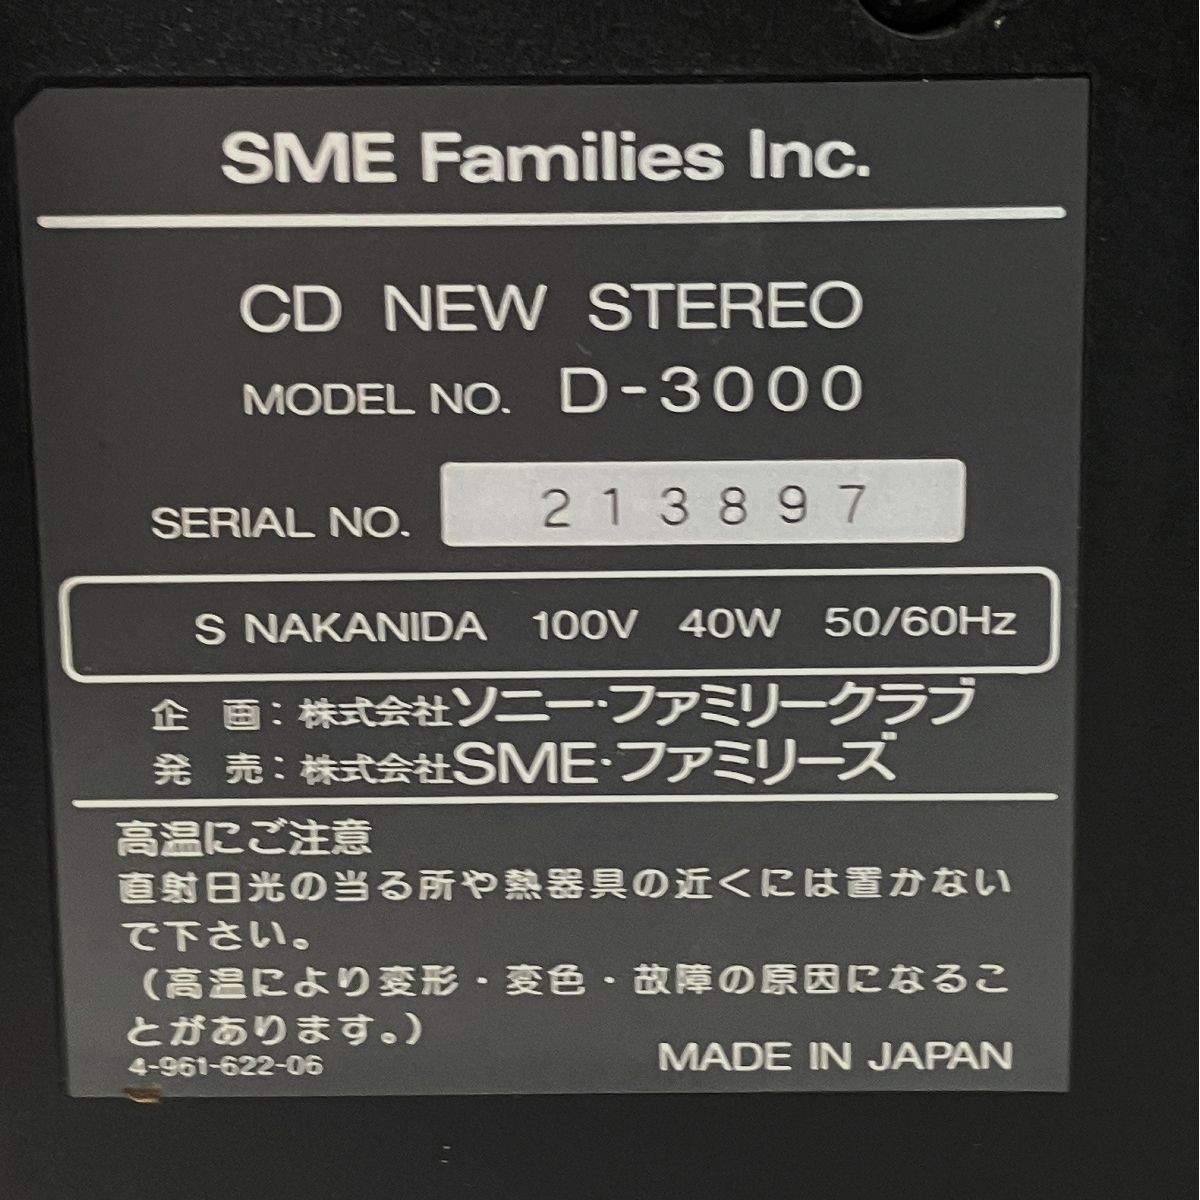 SME Families Inc.
CD NEW STEREO
MODEL NO. D-3000
SERIAL NO. 213897
S NAKANIDA 100V 40W 50/60Hz
企 画：株式会社ソニー・ファミリークラブ
発 売：株式会社SME・ファミリーズ
高温にご注意
直射日光の当る所や熱器具の近くには置かない
で下さい。
（高温により変形・変色・故障の原因になるこ
とがあります。）
4-961-622-06
MADE IN JAPAN